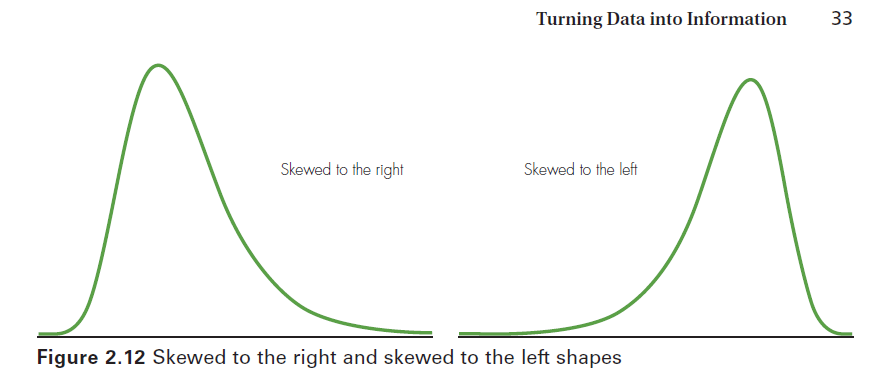 Turning Data into Information 33
Skewed to the right
Skewed to the left
Figure 2.12 Skewed to the right and skewed to the left shapes